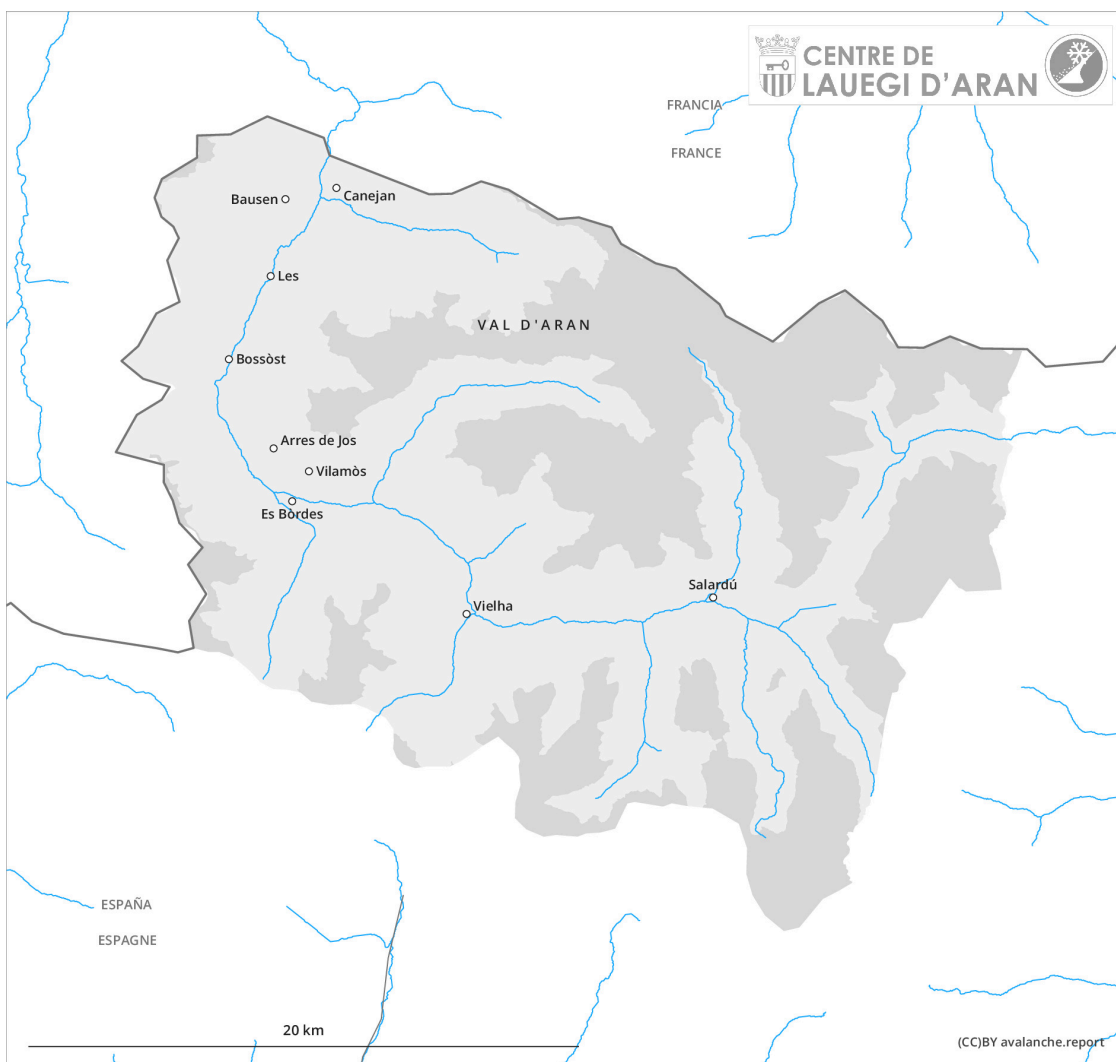 CENTRE DE
LAUEGI D'ARAN
FRANCIA
FRANCE
Bausen
Canejan
Les
VAL D'ARAN
Bossòst
Arres de Jos
Vilamòs
Es Bòrdes
Salardú
Vielha
ESPAÑA
ESPAGNE
20 km
(CC)BY avalanche.report